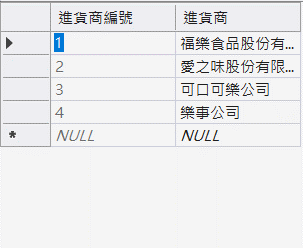 進貨商編號 進貨商
1 福樂食品股份有...
2 愛之味股份有限...
3 可口可樂公司
4 樂事公司
* NULL NULL